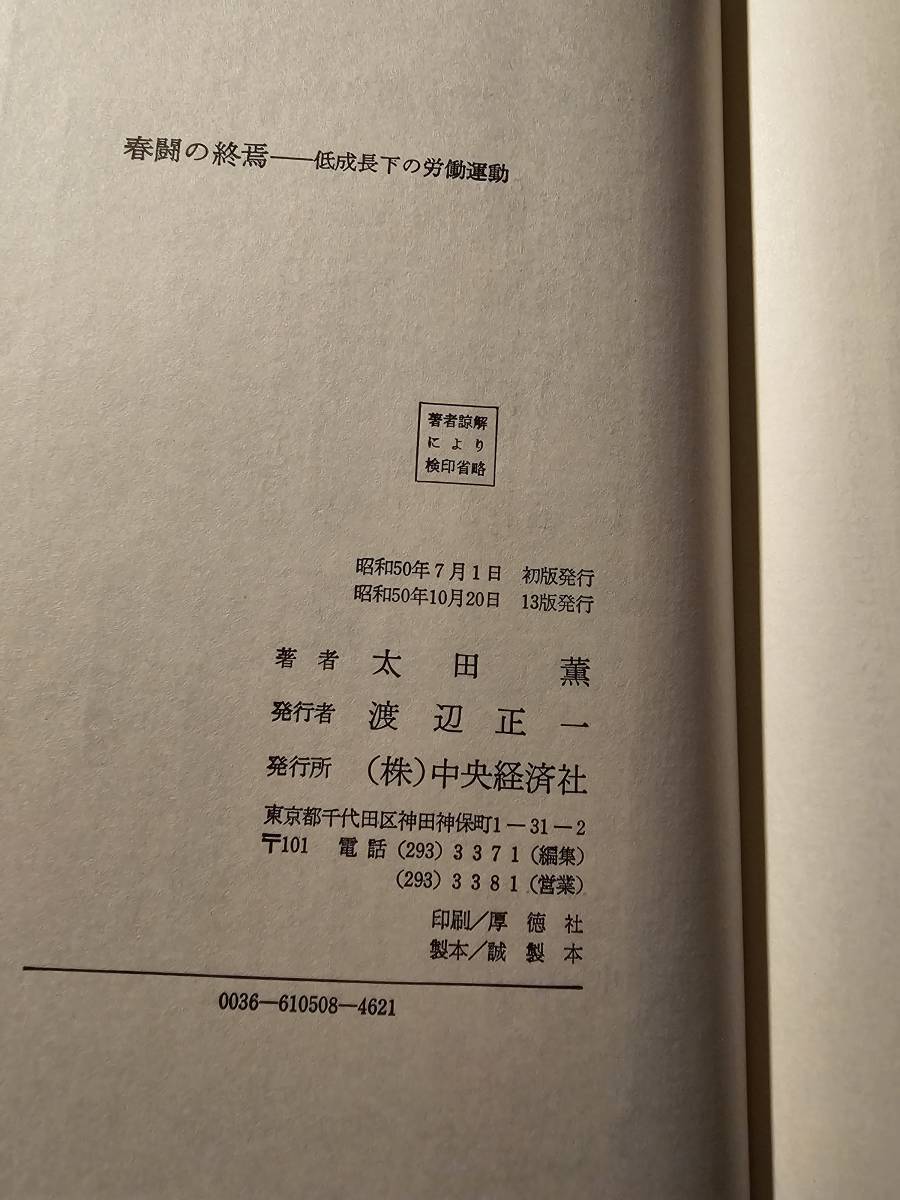 春闘の終焉——低成長下の労働運動
著者諒解
により
検印省略
昭和50年7月1日 初版発行
昭和50年10月20日 13版発行
著者 太田 薫
発行者 渡辺正一
発行所 (株)中央経済社
東京都千代田区神田神保町1－31－2
〒101 電話(293)3371(編集)
(293)3381(営業)
印刷/厚徳社
製本/誠製本
0036—610508—4621